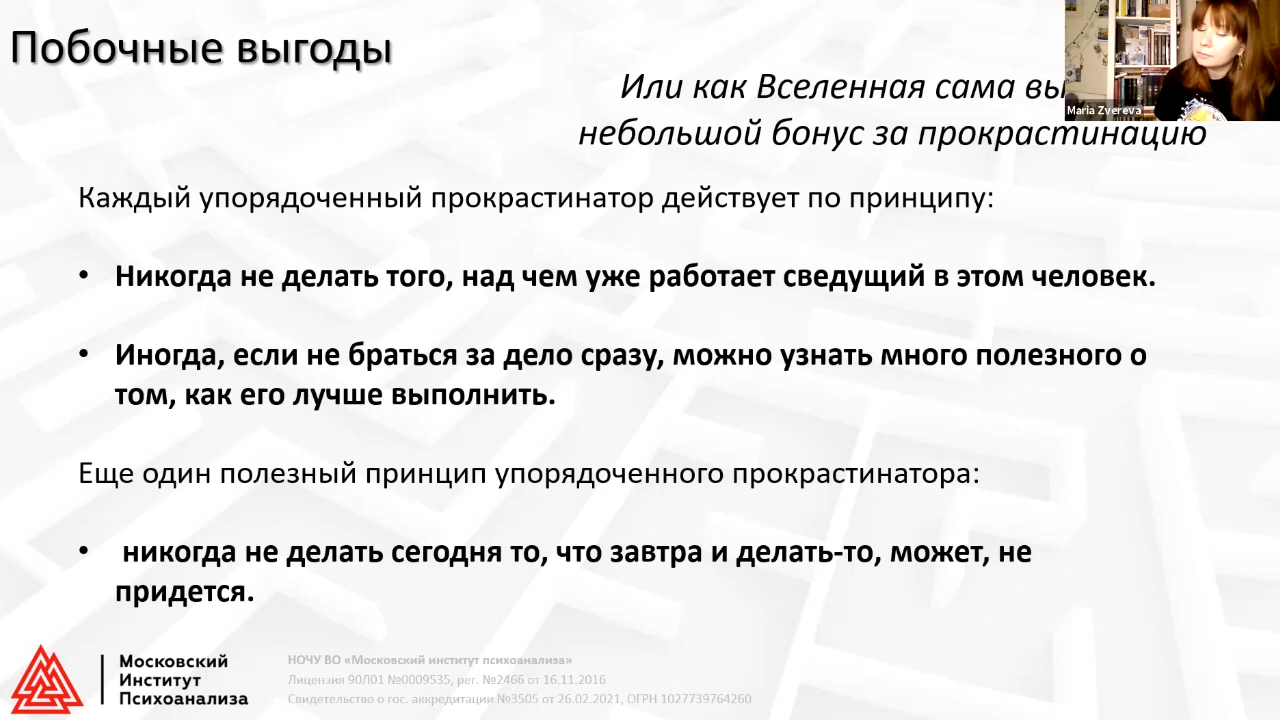 Побочные выгоды
Или как Вселенная сама
небольшой бонус за прокрастинацию
Maria Zvereva
Каждый упорядоченный прокрастинатор действует по принципу:
• Никогда не делать того, над чем уже работает сведущий в этом человек.
• Иногда, если не браться за дело сразу, можно узнать много полезного о
том, как его лучше выполнить.
Еще один полезный принцип упорядоченного прокрастинатора:
• никогда не делать сегодня то, что завтра и делать-то, может, не
придется.
Московский
Институт
Психоанализа
НОЧУ ВО «Московский институт психоанализа»
Лицензия 90Л01 №0009535, рег. №2466 от 16.11.2016
Свидетельство о гос. аккредитации №3505 от 26.02.2021, ОГРН 1027739764260